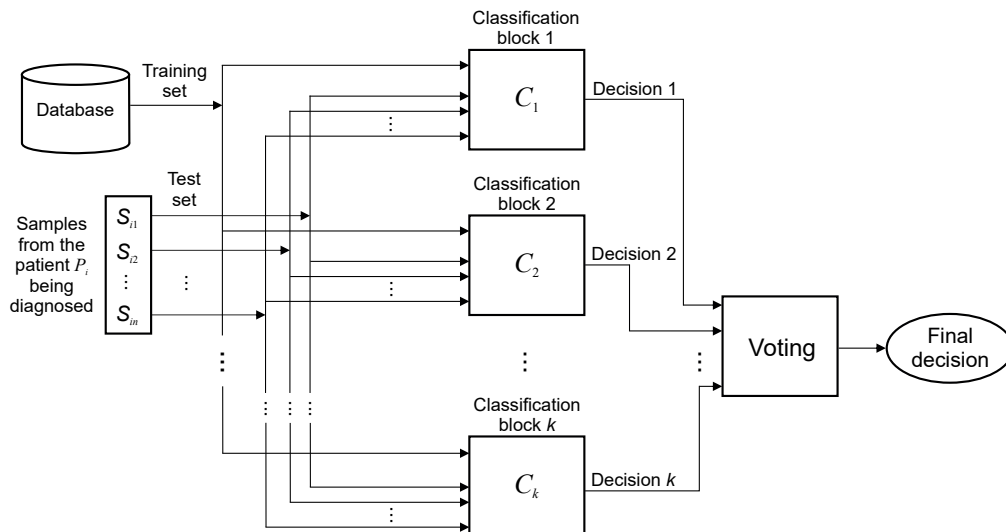 Classification
block 1
Training
set
Database
C₁
Decision 1
⋮
Test
set
Samples
from the
patient Pᵢ
being
diagnosed
Sᵢ₁
Sᵢ₂
⋮
Sᵢₙ
⋮
Classification
block 2
C₂
Decision 2
⋮
Voting
Final
decision
⋮
⋮
⋮
⋮ ⋮ ⋮
Classification
block k
Cₖ
Decision k
⋮